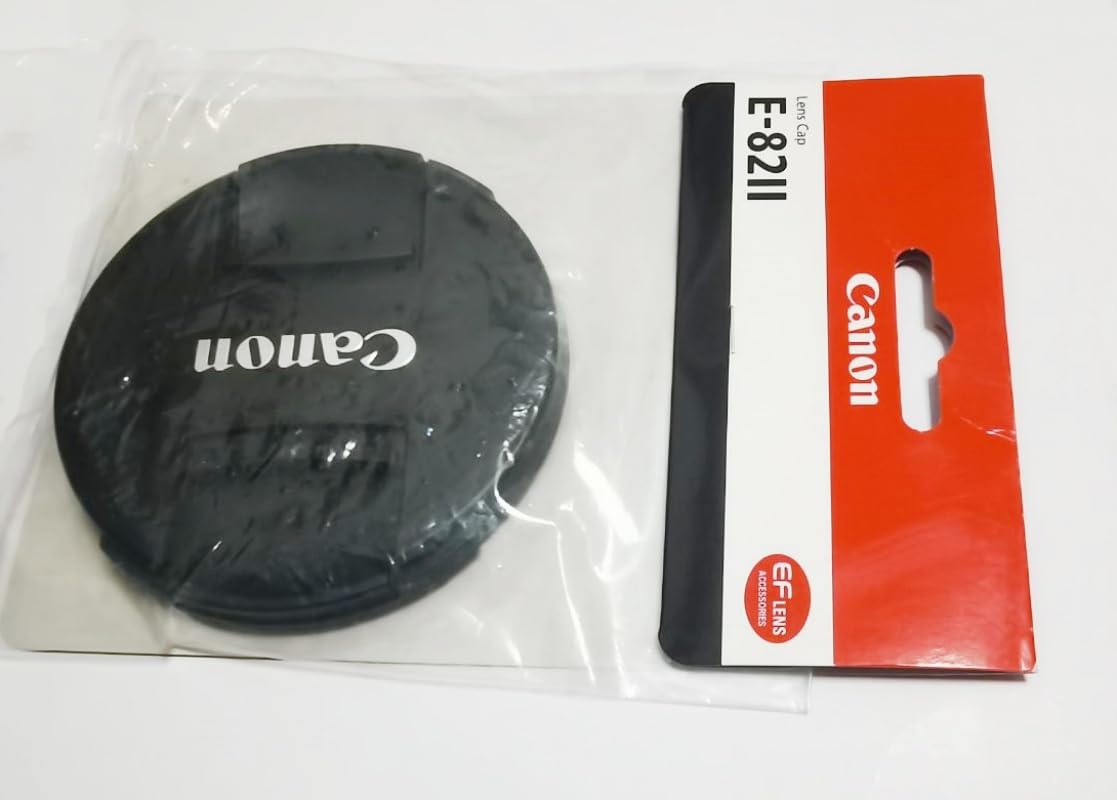 Canon
Lens Cap
E-82II
Canon
EF LENS
ACCESSORIES